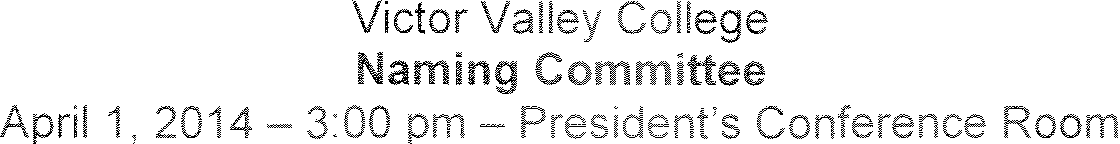 Victor Valley College
Naming Committee
April 1, 2014 – 3:00 pm – President's Conference Room